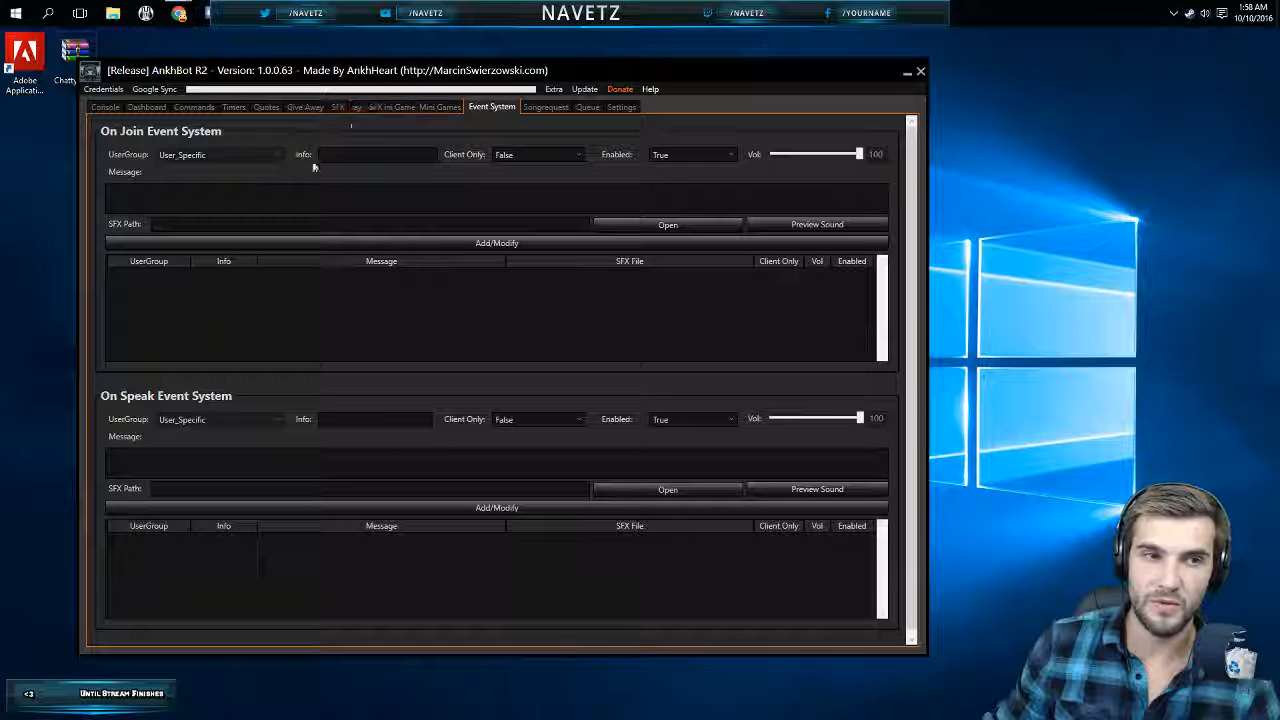 /NAVETZ
/NAVETZ
NAVETZ
/NAVETZ
/YOURNAME
1:58 AM
10/10/2016
Adobe
Applicati...
Chatty
[Release] AnkhBot R2 - Version: 1.0.0.63 - Made By AnkhHeart (http://MarcinSwierzowski.com)
Credentials Google Sync Extra Update Donate Help
Console Dashboard Commands Timers Quotes Give Away SFX ini Game Mini Games Event System Songrequest Queue Settings
On Join Event System
UserGroup: User_Specific Info: Client Only: False Enabled: True Vol: 100
Message:
SFX Path: Open Preview Sound
Add/Modify
UserGroup Info Message SFX File Client Only Vol Enabled
On Speak Event System
UserGroup: User_Specific Info: Client Only: False Enabled: True Vol: 100
Message:
SFX Path: Open Preview Sound
Add/Modify
UserGroup Info Message SFX File Client Only Vol Enabled
<3 UNTIL STREAM FINISHES